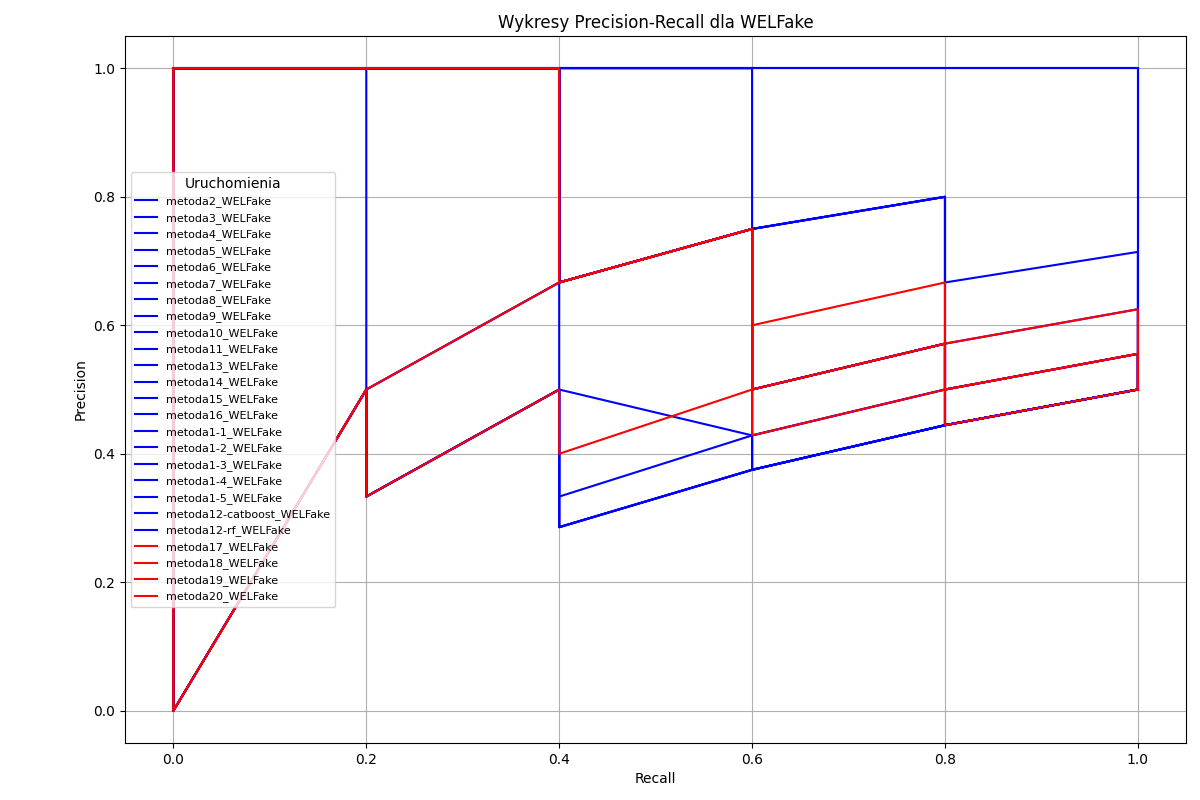 Wykresy Precision-Recall dla WELFake
1.0
0.8
0.6
0.4
0.2
0.0
Precision
Uruchomienia
metoda2_WELFake
metoda3_WELFake
metoda4_WELFake
metoda5_WELFake
metoda6_WELFake
metoda7_WELFake
metoda8_WELFake
metoda9_WELFake
metoda10_WELFake
metoda11_WELFake
metoda13_WELFake
metoda14_WELFake
metoda15_WELFake
metoda16_WELFake
metoda1-1_WELFake
metoda1-2_WELFake
metoda1-3_WELFake
metoda1-4_WELFake
metoda1-5_WELFake
metoda12-catboost_WELFake
metoda12-rf_WELFake
metoda17_WELFake
metoda18_WELFake
metoda19_WELFake
metoda20_WELFake
0.0 0.2 0.4 0.6 0.8 1.0
Recall